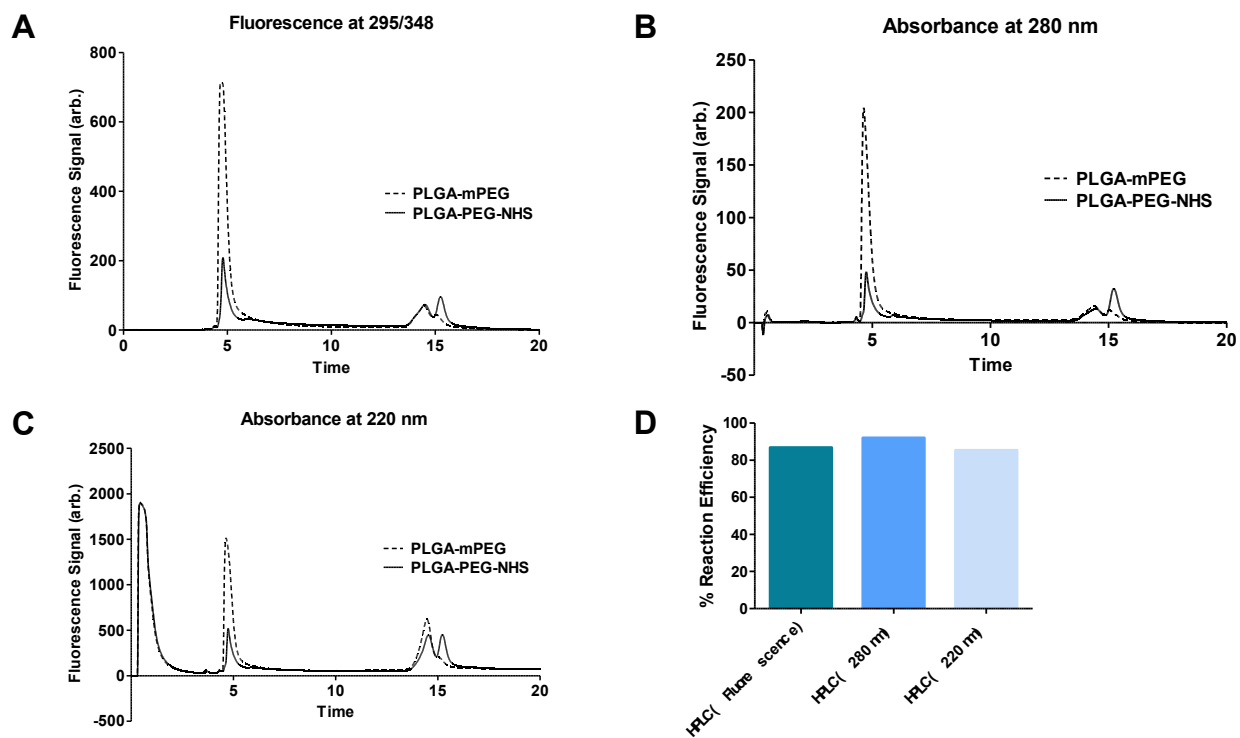 A
Fluorescence at 295/348
Fluorescence Signal (arb.)
800
600
400
200
0
0 5 10 15 20
Time
PLGA-mPEG
PLGA-PEG-NHS
B
Absorbance at 280 nm
Fluorescence Signal (arb.)
250
200
150
100
50
0
-50
5 10 15 20
Time
PLGA-mPEG
PLGA-PEG-NHS
C
Absorbance at 220 nm
Fluorescence Signal (arb.)
2500
2000
1500
1000
500
0
-500
5 10 15 20
Time
PLGA-mPEG
PLGA-PEG-NHS
D
% Reaction Efficiency
100
80
60
40
20
0
HPLC( Fluorescence)
HPLC( 280 nm)
HPLC( 220 nm)